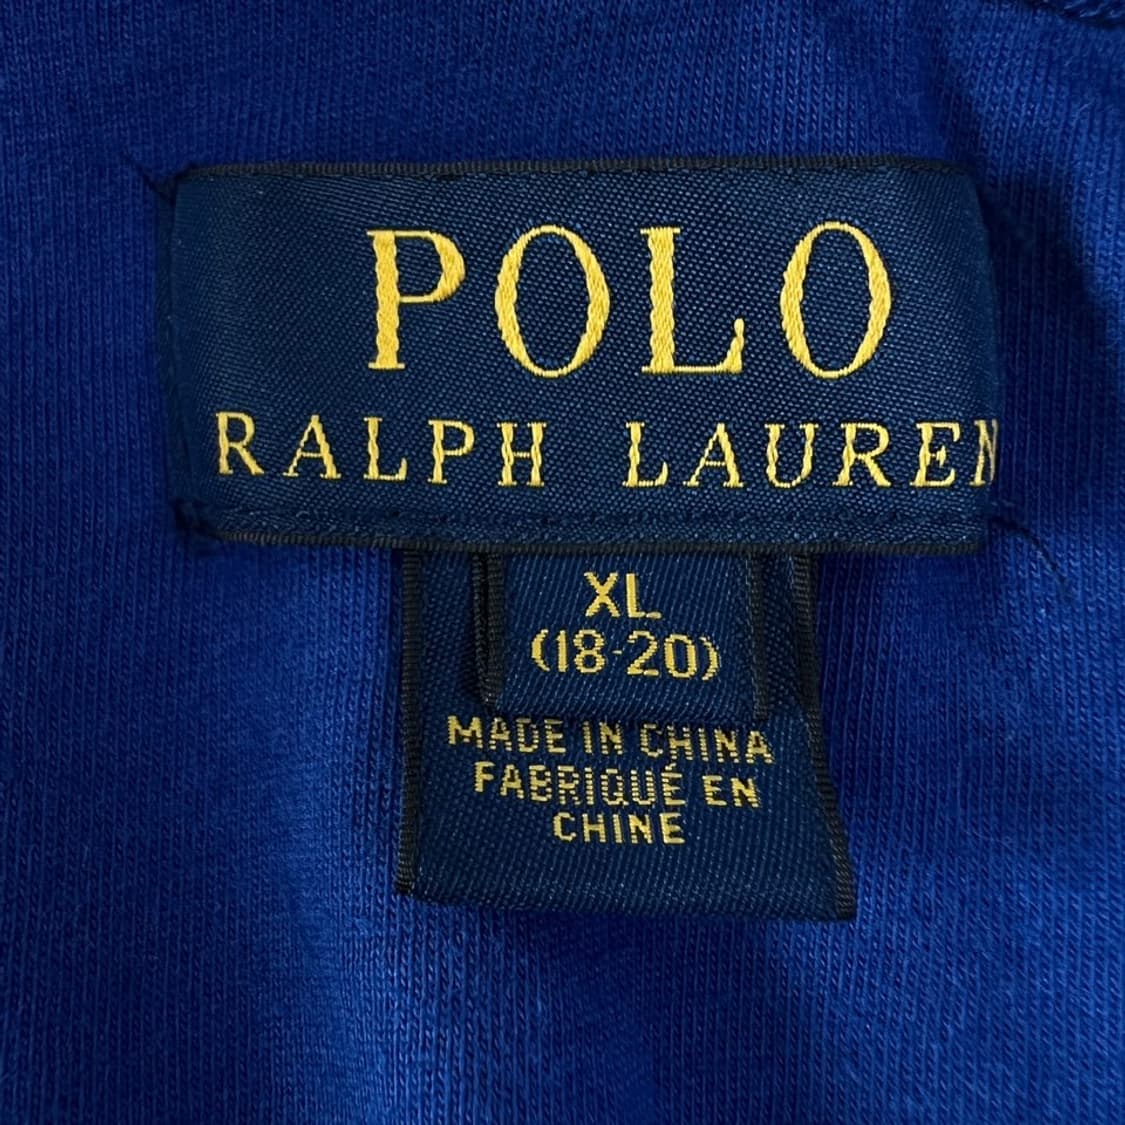 POLO
RALPH LAUREN
XL
(18-20)
MADE IN CHINA
FABRIQUÉ EN
CHINE